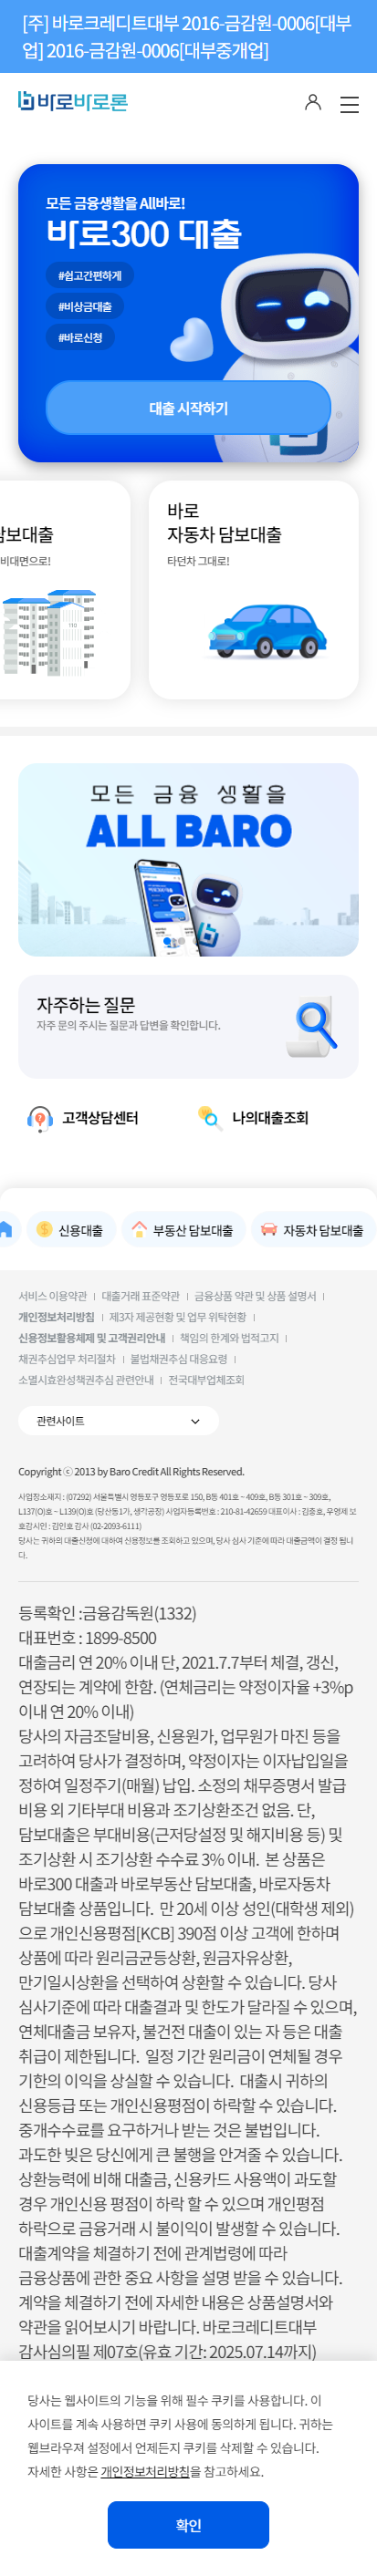 [주] 바로크레디트대부 2016-금감원-0006[대부
업] 2016-금감원-0006[대부중개업]
바로바로론
모든 금융생활을 All바로!
바로300 대출
#쉽고간편하게
#비상금대출
#바로신청
대출 시작하기
담보대출
비대면으로!
바로
자동차 담보대출
타던차 그대로!
모든 금융 생활을
ALL BARO
자주하는 질문
자주 문의 주시는 질문과 답변을 확인합니다.
고객상담센터
나의대출조회
신용대출
부동산 담보대출
자동차 담보대출
서비스 이용약관 | 대출거래 표준약관 | 금융상품 약관 및 상품 설명서 |
개인정보처리방침 | 제3자 제공현황 및 업무 위탁현황 |
신용정보활용체제 및 고객권리안내 | 책임의 한계와 법적고지 |
채권추심업무 처리절차 | 불법채권추심 대응요령 |
소멸시효완성채권추심 관련안내 | 전국대부업체조회
관련사이트
Copyright ⓒ 2013 by Baro Credit All Rights Reserved.
사업장소재지 : (07292) 서울특별시 영등포구 영등포로 150, B동 401호 ~ 409호, B동 301호 ~ 309호,
L137(O)호 ~ L139(O)호 (당산동1가, 생각공장) 사업자등록번호 : 210-81-42659 대표이사 : 김충호, 우영제 보
호감시인 : 김인호 감사 (02-2093-6111)
당사는 귀하의 대출신청에 대하여 신용정보를 조회하고 있으며, 당사 심사 기준에 따라 대출금액이 결정 됩니
다.
등록확인 :금융감독원(1332)
대표번호 : 1899-8500
대출금리 연 20% 이내 단, 2021.7.7부터 체결, 갱신,
연장되는 계약에 한함. (연체금리는 약정이자율 +3%p
이내 연 20% 이내)
당사의 자금조달비용, 신용원가, 업무원가 마진 등을
고려하여 당사가 결정하며, 약정이자는 이자납입일을
정하여 일정주기(매월) 납입. 소정의 채무증명서 발급
비용 외 기타부대 비용과 조기상환조건 없음. 단,
담보대출은 부대비용(근저당설정 및 해지비용 등) 및
조기상환 시 조기상환 수수료 3% 이내. 본 상품은
바로300 대출과 바로부동산 담보대출, 바로자동차
담보대출 상품입니다. 만 20세 이상 성인(대학생 제외)
으로 개인신용평점[KCB] 390점 이상 고객에 한하며
상품에 따라 원리금균등상환, 원금자유상환,
만기일시상환을 선택하여 상환할 수 있습니다. 당사
심사기준에 따라 대출결과 및 한도가 달라질 수 있으며,
연체대출금 보유자, 불건전 대출이 있는 자 등은 대출
취급이 제한됩니다. 일정 기간 원리금이 연체될 경우
기한의 이익을 상실할 수 있습니다. 대출시 귀하의
신용등급 또는 개인신용평점이 하락할 수 있습니다.
중개수수료를 요구하거나 받는 것은 불법입니다.
과도한 빚은 당신에게 큰 불행을 안겨줄 수 있습니다.
상환능력에 비해 대출금, 신용카드 사용액이 과도할
경우 개인신용 평점이 하락 할 수 있으며 개인평점
하락으로 금융거래 시 불이익이 발생할 수 있습니다.
대출계약을 체결하기 전에 관계법령에 따라
금융상품에 관한 중요 사항을 설명 받을 수 있습니다.
계약을 체결하기 전에 자세한 내용은 상품설명서와
약관을 읽어보시기 바랍니다. 바로크레디트대부
감사심의필 제07호(유효 기간: 2025.07.14까지)
당사는 웹사이트의 기능을 위해 필수 쿠키를 사용합니다. 이
사이트를 계속 사용하면 쿠키 사용에 동의하게 됩니다. 귀하는
웹브라우져 설정에서 언제든지 쿠키를 삭제할 수 있습니다.
자세한 사항은 개인정보처리방침을 참고하세요.
확인